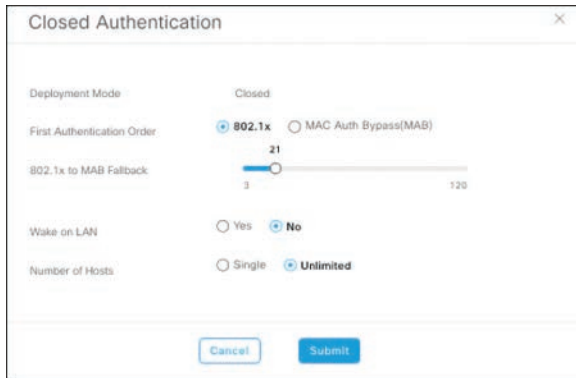 Closed Authentication
Deployment Mode Closed
First Authentication Order 802.1x MAC Auth Bypass(MAB)
21
802.1x to MAB Fallback
3 120
Wake on LAN Yes No
Number of Hosts Single Unlimited
Cancel Submit